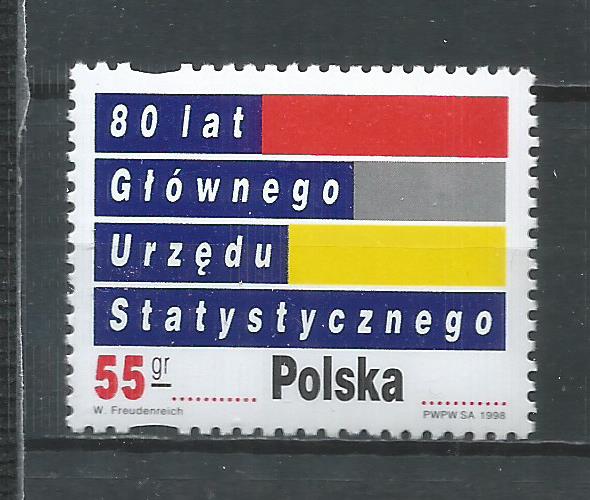 80 lat
Głównego
Urzędu
Statystycznego
55 gr Polska
W. Freudenreich PWPW SA 1998